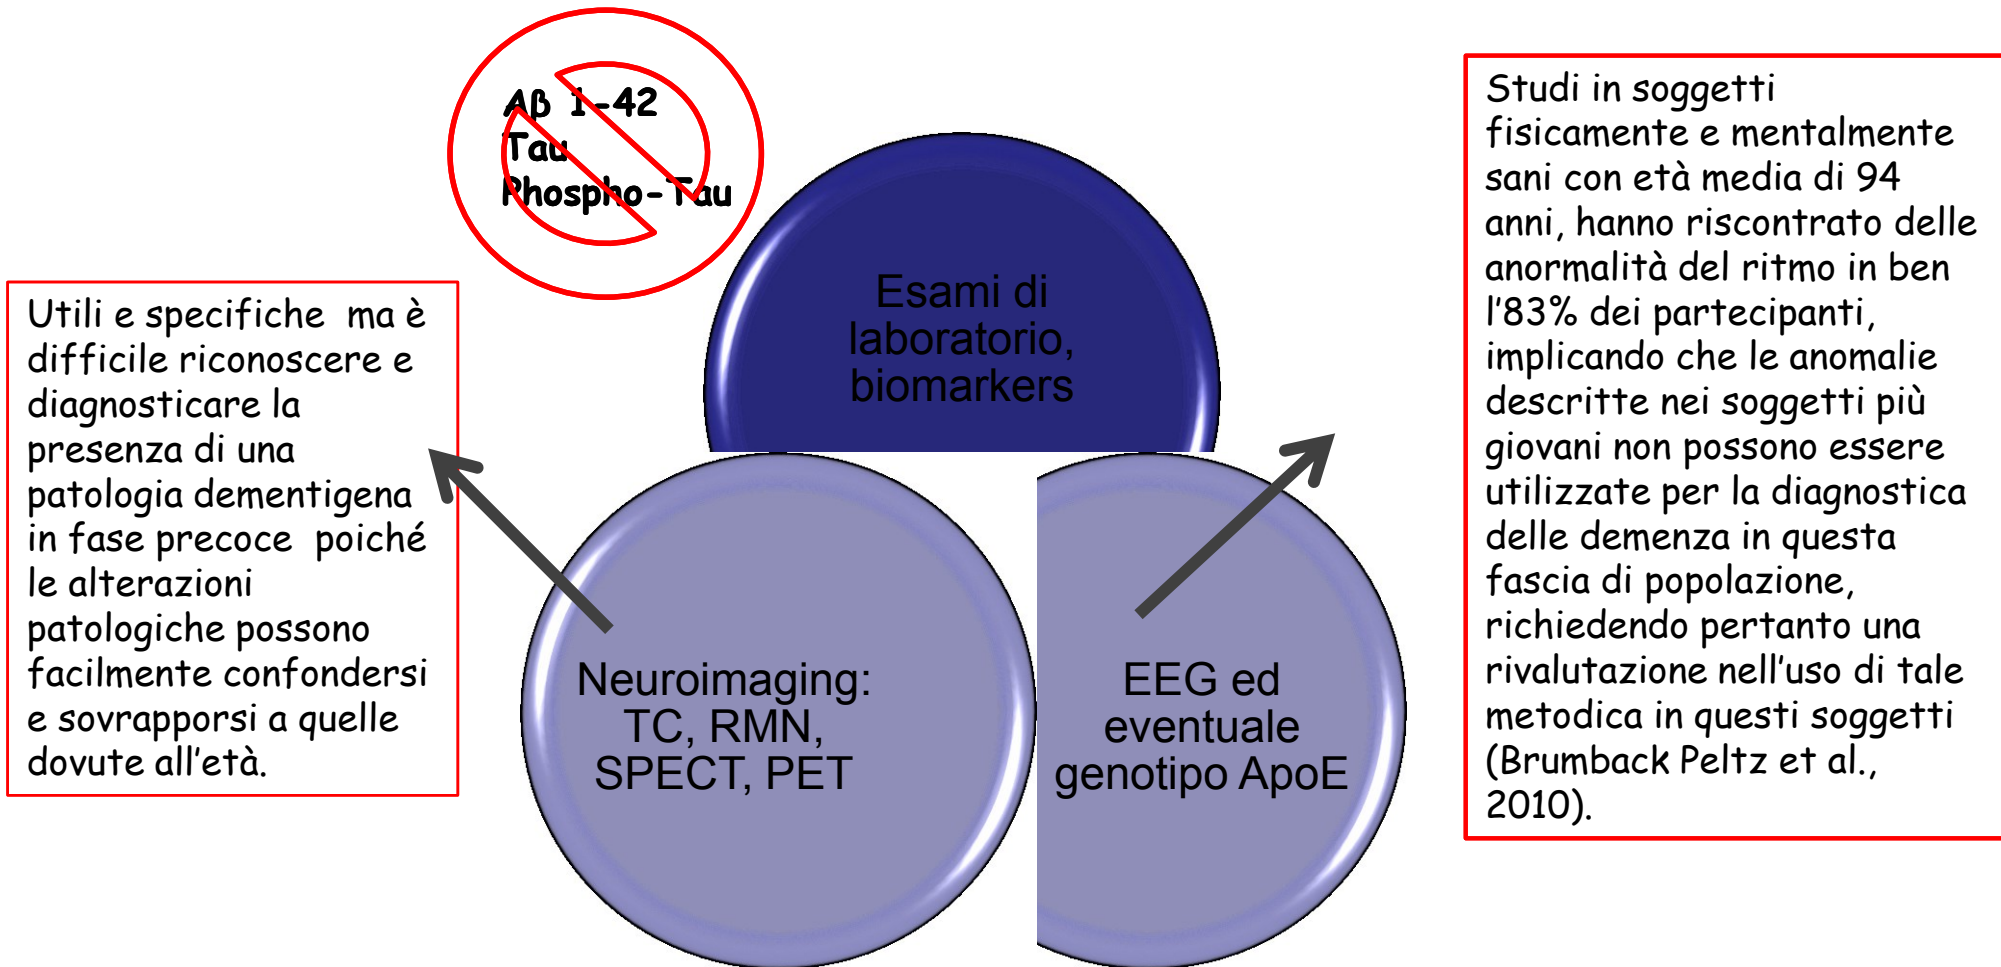 Aβ 1-42
Tau
Phospho-Tau
Esami di
laboratorio,
biomarkers
Utili e specifiche ma è
difficile riconoscere e
diagnosticare la
presenza di una
patologia dementigena
in fase precoce poiché
le alterazioni
patologiche possono
facilmente confondersi
e sovrapporsi a quelle
dovute all'età.
Neuroimaging:
TC, RMN,
SPECT, PET
EEG ed
eventuale
genotipo ApoE
Studi in soggetti
fisicamente e mentalmente
sani con età media di 94
anni, hanno riscontrato delle
anormalità del ritmo in ben
l'83% dei partecipanti,
implicando che le anomalie
descritte nei soggetti più
giovani non possono essere
utilizzate per la diagnostica
delle demenza in questa
fascia di popolazione,
richiedendo pertanto una
rivalutazione nell'uso di tale
metodica in questi soggetti
(Brumback Peltz et al.,
2010).